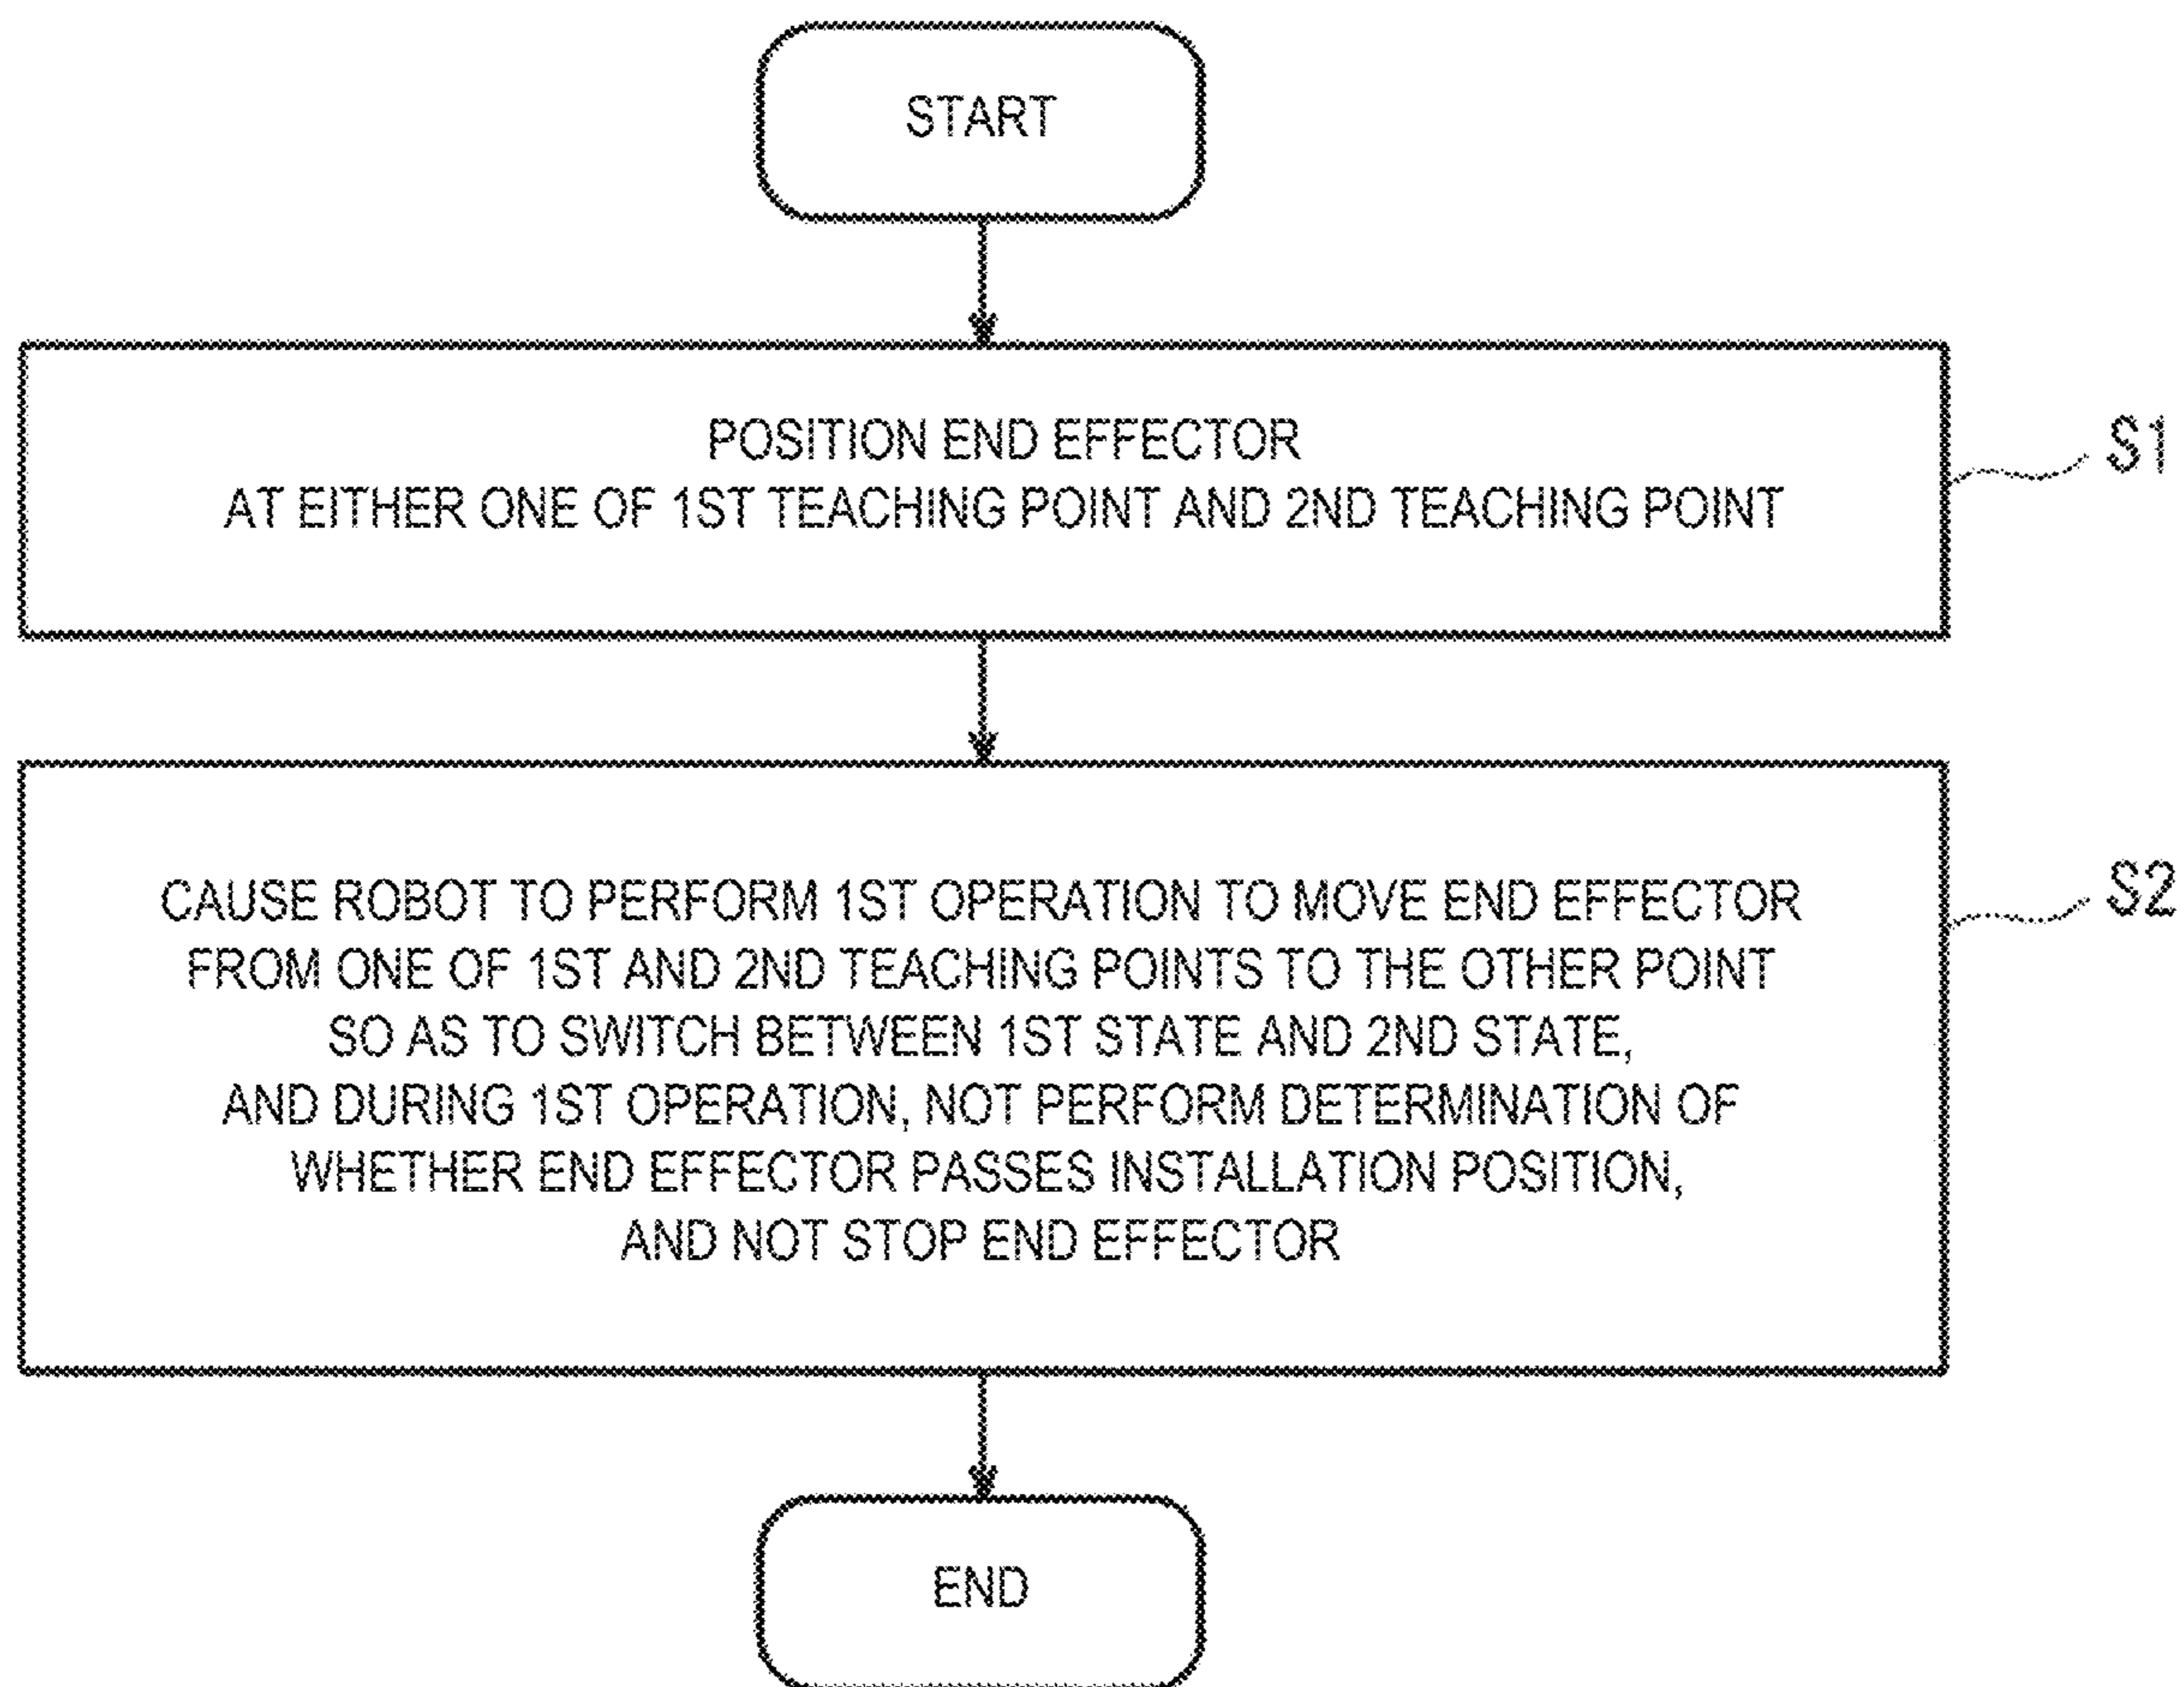 START
POSITION END EFFECTOR
AT EITHER ONE OF 1ST TEACHING POINT AND 2ND TEACHING POINT
S1
CAUSE ROBOT TO PERFORM 1ST OPERATION TO MOVE END EFFECTOR
FROM ONE OF 1ST AND 2ND TEACHING POINTS TO THE OTHER POINT
SO AS TO SWITCH BETWEEN 1ST STATE AND 2ND STATE,
AND DURING 1ST OPERATION, NOT PERFORM DETERMINATION OF
WHETHER END EFFECTOR PASSES INSTALLATION POSITION,
AND NOT STOP END EFFECTOR
S2
END